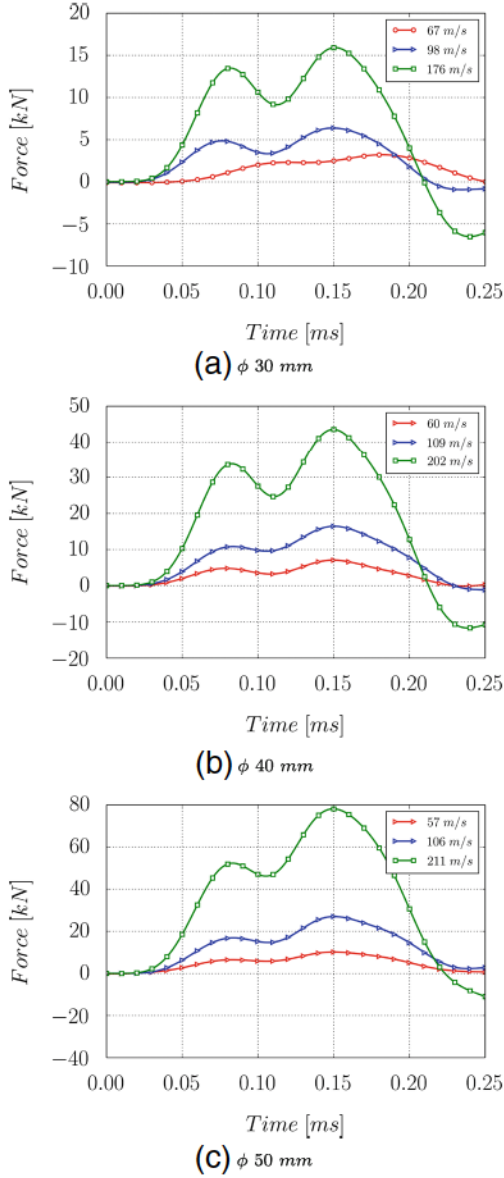 20
15
10
5
0
−5
−10
Force [kN]
67 m/s
98 m/s
176 m/s
0.00 0.05 0.10 0.15 0.20 0.25
Time [ms]
(a) ϕ 30 mm
50
40
30
20
10
0
−10
−20
Force [kN]
60 m/s
109 m/s
202 m/s
0.00 0.05 0.10 0.15 0.20 0.25
Time [ms]
(b) ϕ 40 mm
80
60
40
20
0
−20
−40
Force [kN]
57 m/s
106 m/s
211 m/s
0.00 0.05 0.10 0.15 0.20 0.25
Time [ms]
(c) ϕ 50 mm